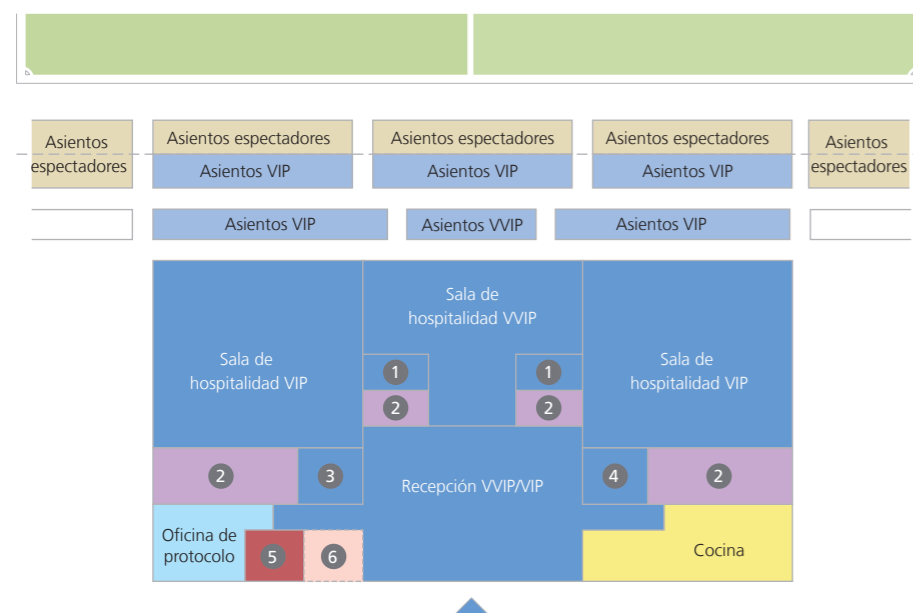 Asientos
espectadores
Asientos espectadores
Asientos VIP
Asientos espectadores
Asientos VIP
Asientos espectadores
Asientos VIP
Asientos
espectadores
Asientos VIP
Asientos VVIP
Asientos VIP
Sala de
hospitalidad VVIP
Sala de
hospitalidad VIP
Sala de
hospitalidad VIP
1
1
2
2
2
3
Recepción VVIP/VIP
4
2
Oficina de
protocolo
5
6
Cocina